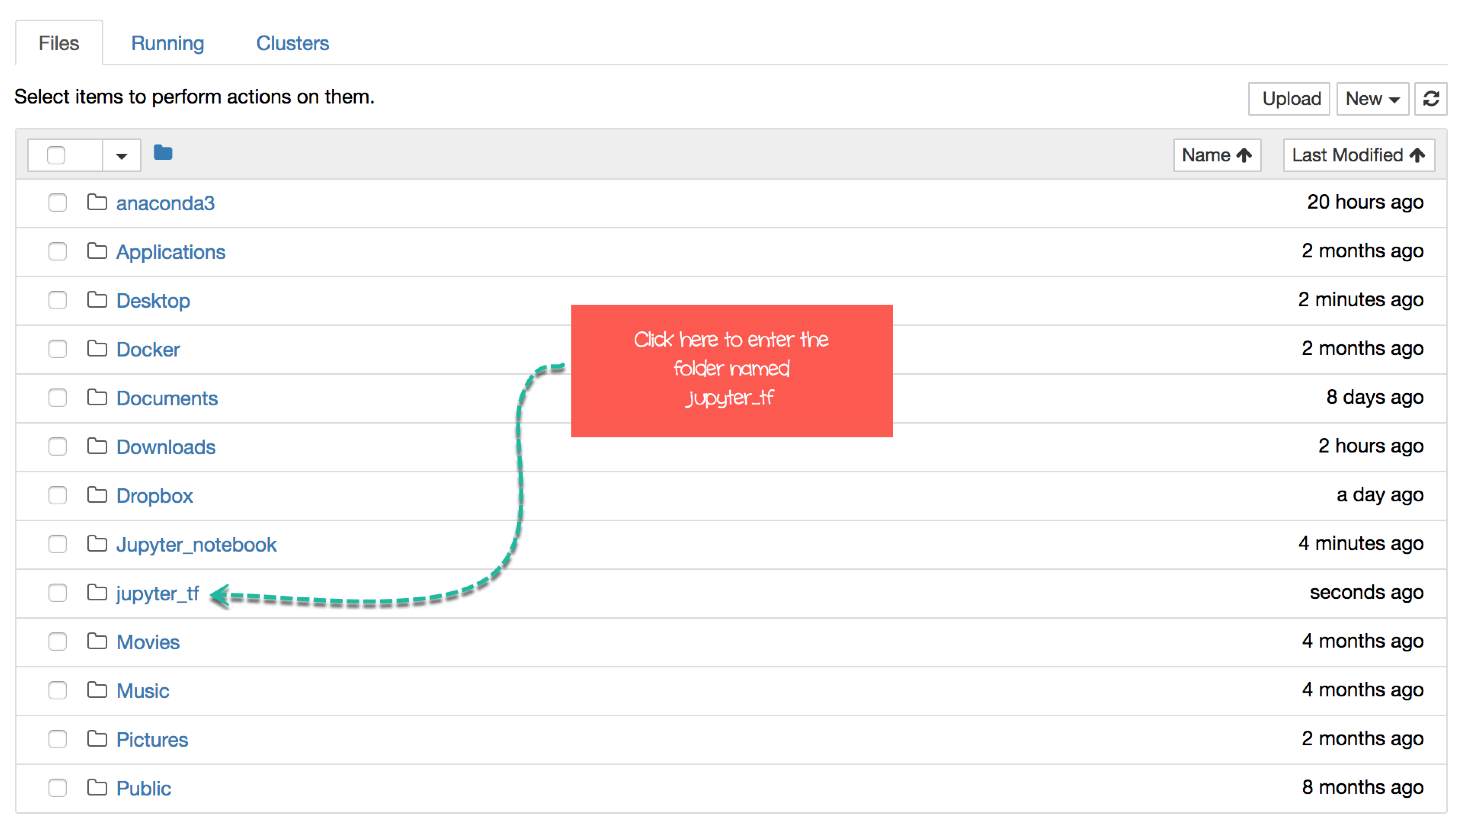 Files Running Clusters
Select items to perform actions on them.
Upload New
Name Last Modified
anaconda3 20 hours ago
Applications 2 months ago
Desktop 2 minutes ago
Docker 2 months ago
Documents 8 days ago
Downloads 2 hours ago
Dropbox a day ago
Jupyter_notebook 4 minutes ago
jupyter_tf seconds ago
Movies 4 months ago
Music 4 months ago
Pictures 2 months ago
Public 8 months ago
Click here to enter the
folder named
jupyter_tf